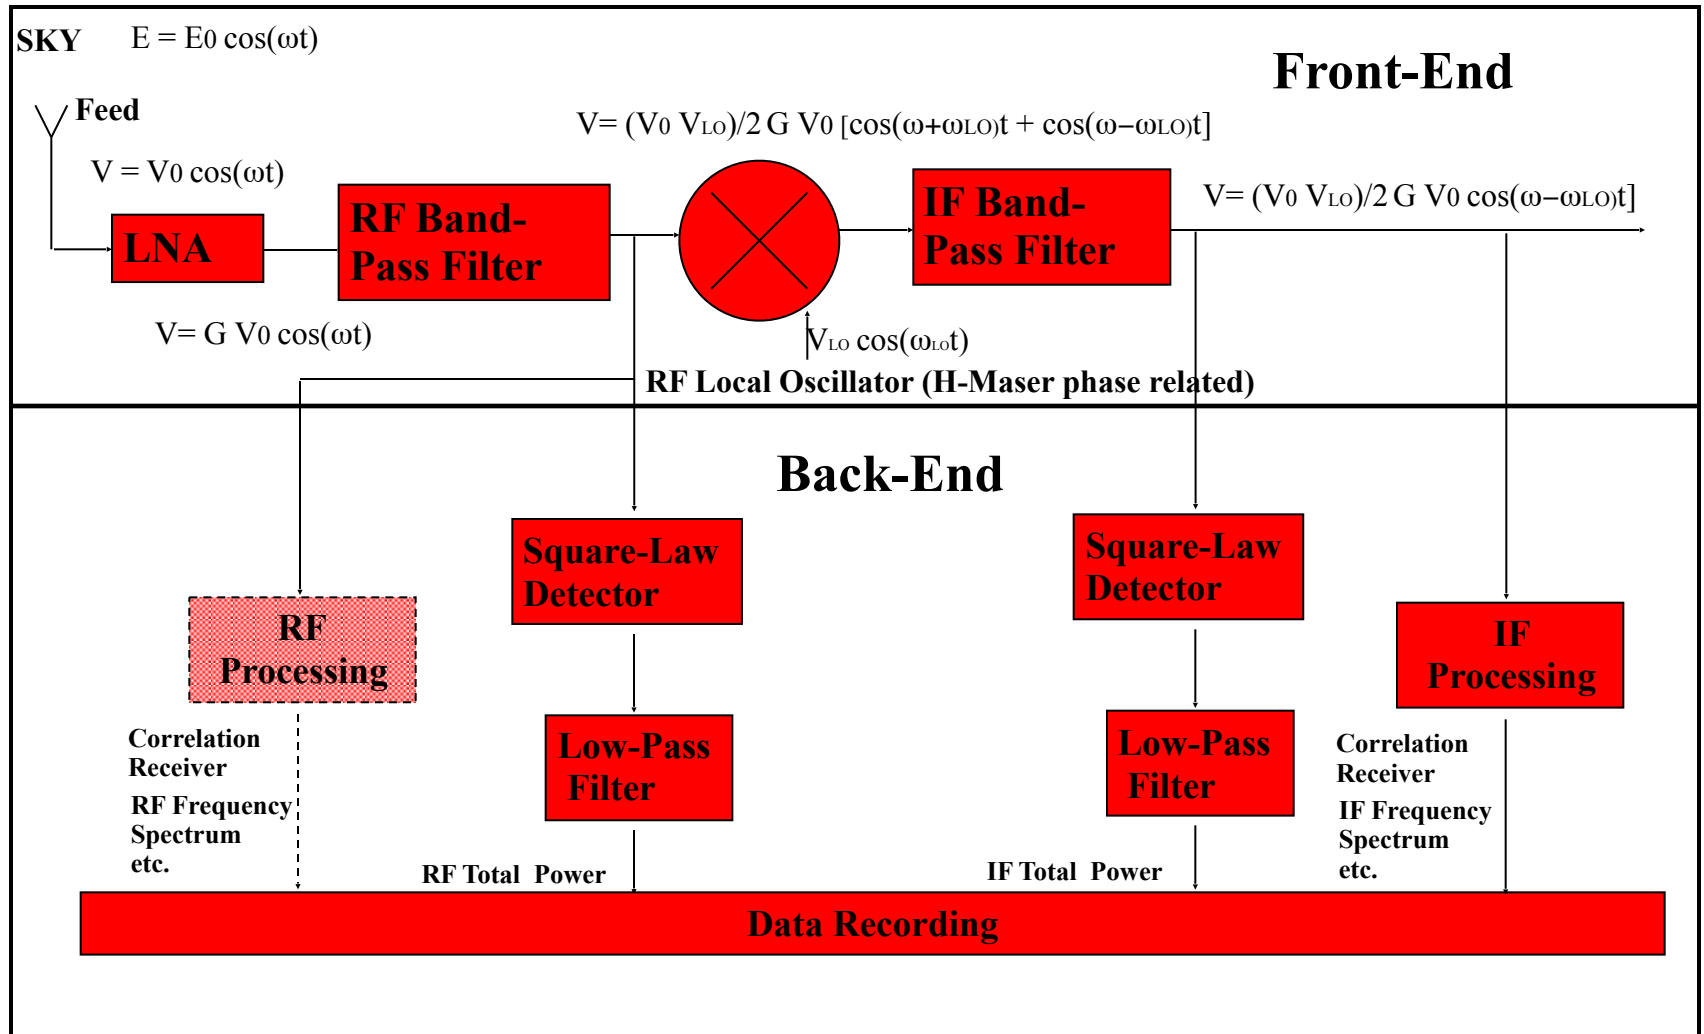 SKY
E = E0 cos(ωt)
Front-End
Feed
V= (V0 VLO)/2 G V0 [cos(ω+ωLO)t + cos(ω−ωLO)t]
V = V0 cos(ωt)
V= (V0 VLO)/2 G V0 cos(ω−ωLO)t]
LNA
RF Band-
Pass Filter
IF Band-
Pass Filter
V= G V0 cos(ωt)
VLO cos(ωLOt)
RF Local Oscillator (H-Maser phase related)
Back-End
Square-Law
Detector
Square-Law
Detector
RF
Processing
IF
Processing
Low-Pass
Filter
Low-Pass
Filter
Correlation
Receiver
RF Frequency
Spectrum
etc.
Correlation
Receiver
IF Frequency
Spectrum
etc.
RF Total Power
IF Total Power
Data Recording